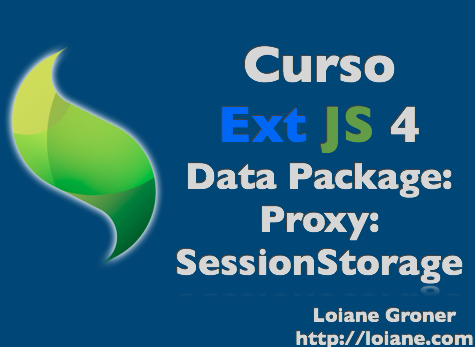 Curso
Ext JS 4
Data Package:
Proxy:
SessionStorage
Loiane Groner
http://loiane.com